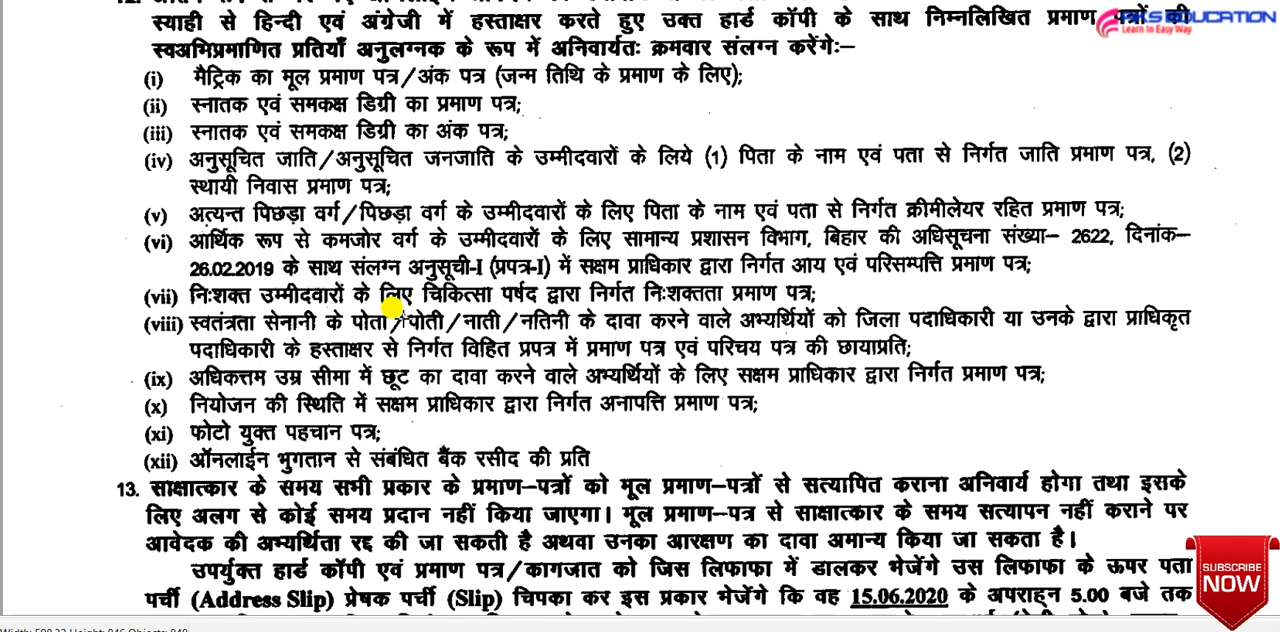 स्याही से हिन्दी एवं अंग्रेजी में हस्ताक्षर करते हुए उक्त हार्ड कॉपी के साथ निम्नलिखित प्रमाण पत्रों की
EDUCATION
Learn in Easy Way
स्वअभिप्रमाणित प्रतियाँ अनुलग्नक के रूप में अनिवार्यतः क्रमवार संलग्न करेंगेः–
(i) मैट्रिक का मूल प्रमाण पत्र/अंक पत्र (जन्म तिथि के प्रमाण के लिए);
(ii) स्नातक एवं समकक्ष डिग्री का प्रमाण पत्र;
(iii) स्नातक एवं समकक्ष डिग्री का अंक पत्र;
(iv) अनुसूचित जाति/अनुसूचित जनजाति के उम्मीदवारों के लिये (1) पिता के नाम एवं पता से निर्गत जाति प्रमाण पत्र, (2)
स्थायी निवास प्रमाण पत्र;
(v) अत्यन्त पिछड़ा वर्ग/पिछड़ा वर्ग के उम्मीदवारों के लिए पिता के नाम एवं पता से निर्गत क्रीमीलेयर रहित प्रमाण पत्र;
(vi) आर्थिक रूप से कमजोर वर्ग के उम्मीदवारों के लिए सामान्य प्रशासन विभाग, बिहार की अधिसूचना संख्या– 2622, दिनांक–
26.02.2019 के साथ संलग्न अनुसूची-I (प्रपत्र-I) में सक्षम प्राधिकार द्वारा निर्गत आय एवं परिसम्पत्ति प्रमाण पत्र;
(vii) निःशक्त उम्मीदवारों के लिए चिकित्सा पर्षद द्वारा निर्गत निःशक्तता प्रमाण पत्र;
(viii) स्वतंत्रता सेनानी के पोता/पोती/नाती/नतिनी के दावा करने वाले अभ्यर्थियों को जिला पदाधिकारी या उनके द्वारा प्राधिकृत
पदाधिकारी के हस्ताक्षर से निर्गत विहित प्रपत्र में प्रमाण पत्र एवं परिचय पत्र की छायाप्रति;
(ix) अधिकत्तम उम्र सीमा में छूट का दावा करने वाले अभ्यर्थियों के लिए सक्षम प्राधिकार द्वारा निर्गत प्रमाण पत्र;
(x) नियोजन की स्थिति में सक्षम प्राधिकार द्वारा निर्गत अनापत्ति प्रमाण पत्र;
(xi) फोटो युक्त पहचान पत्र;
(xii) ऑनलाईन भुगतान से संबंधित बैंक रसीद की प्रति
13. साक्षात्कार के समय सभी प्रकार के प्रमाण–पत्रों को मूल प्रमाण–पत्रों से सत्यापित कराना अनिवार्य होगा तथा इसके
लिए अलग से कोई समय प्रदान नहीं किया जाएगा। मूल प्रमाण–पत्र से साक्षात्कार के समय सत्यापन नहीं कराने पर
आवेदक की अभ्यर्थिता रद्द की जा सकती है अथवा उनका आरक्षण का दावा अमान्य किया जा सकता है।
उपर्युक्त हार्ड कॉपी एवं प्रमाण पत्र/कागजात को जिस लिफाफा में डालकर भेजेंगे उस लिफाफा के ऊपर पता
पर्ची (Address Slip) प्रेषक पर्ची (Slip) चिपका कर इस प्रकार भेजेंगे कि वह 15.06.2020 के अपराह्न 5.00 बजे तक
SUBSCRIBE
NOW